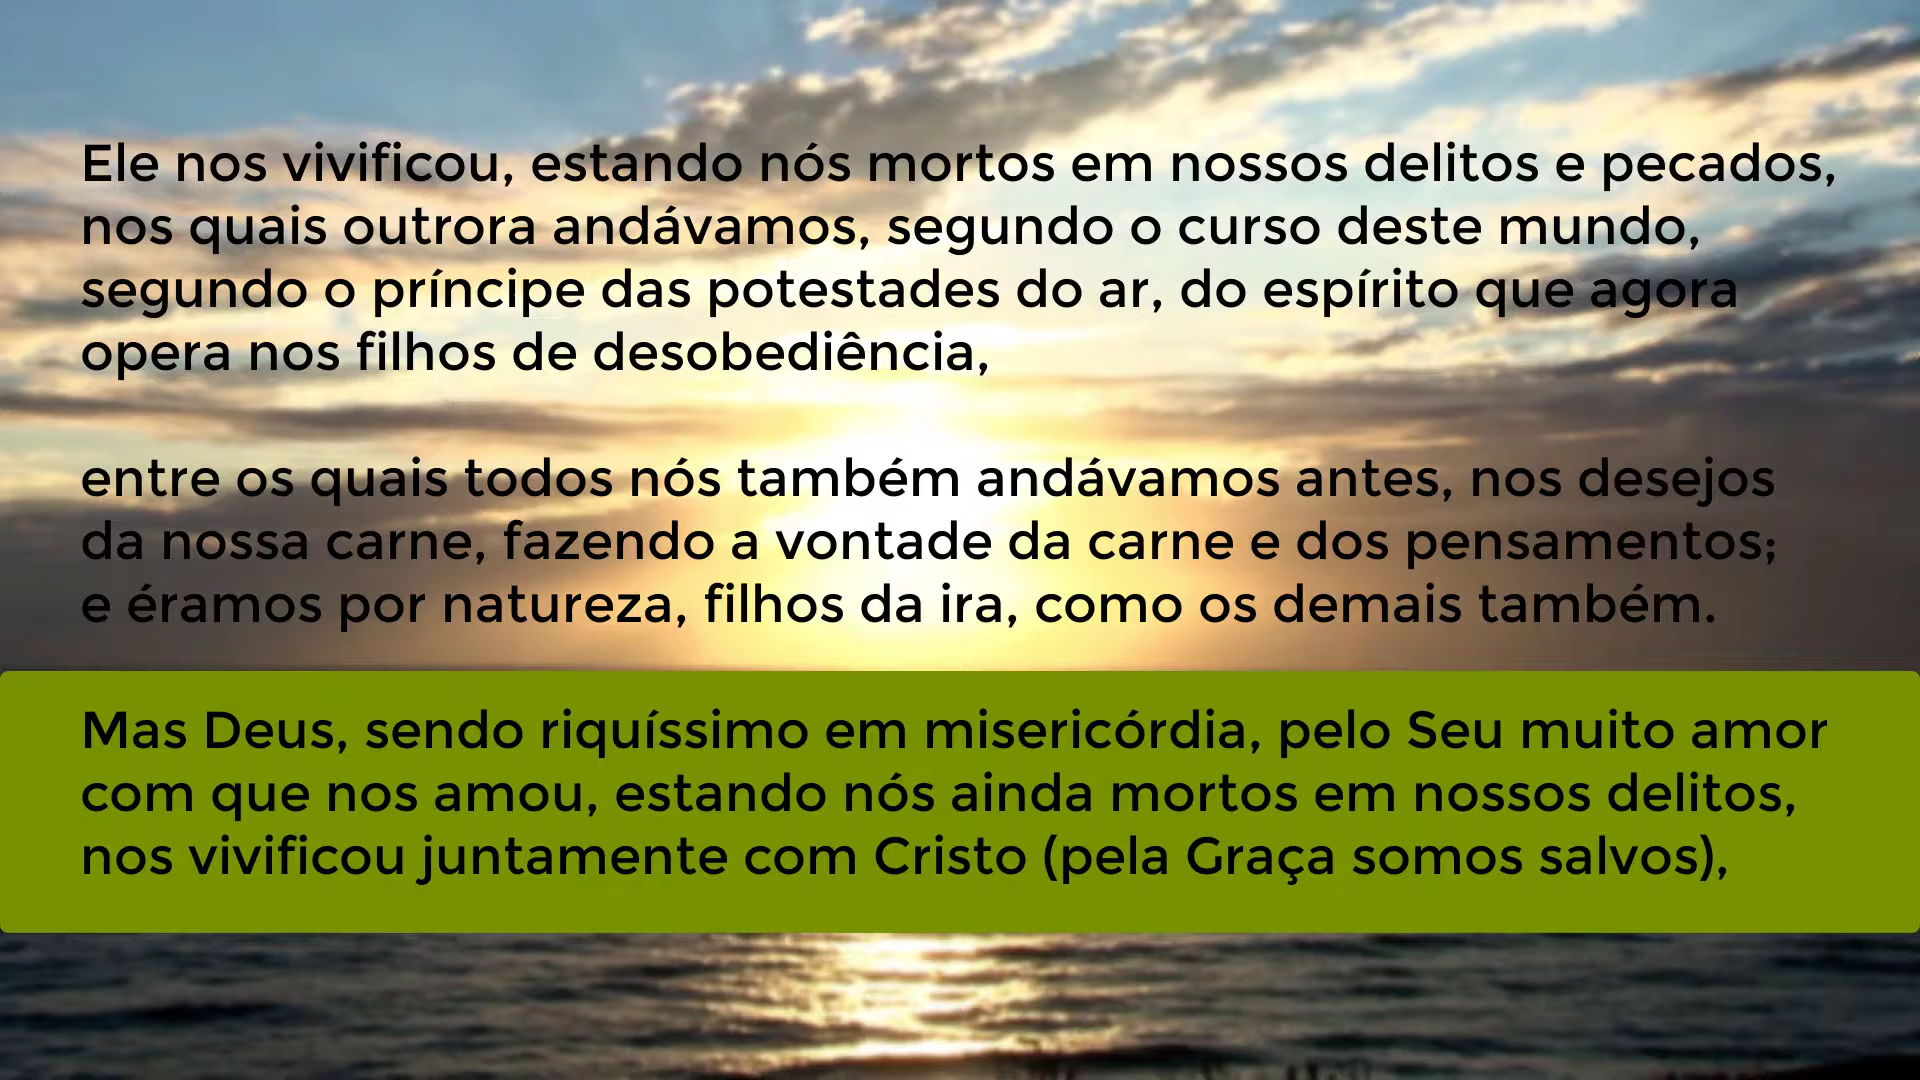 Ele nos vivificou, estando nós mortos em nossos delitos e pecados,
nos quais outrora andávamos, segundo o curso deste mundo,
segundo o príncipe das potestades do ar, do espírito que agora
opera nos filhos de desobediência,
entre os quais todos nós também andávamos antes, nos desejos
da nossa carne, fazendo a vontade da carne e dos pensamentos;
e éramos por natureza, filhos da ira, como os demais também.
Mas Deus, sendo riquíssimo em misericórdia, pelo Seu muito amor
com que nos amou, estando nós ainda mortos em nossos delitos,
nos vivificou juntamente com Cristo (pela Graça somos salvos),